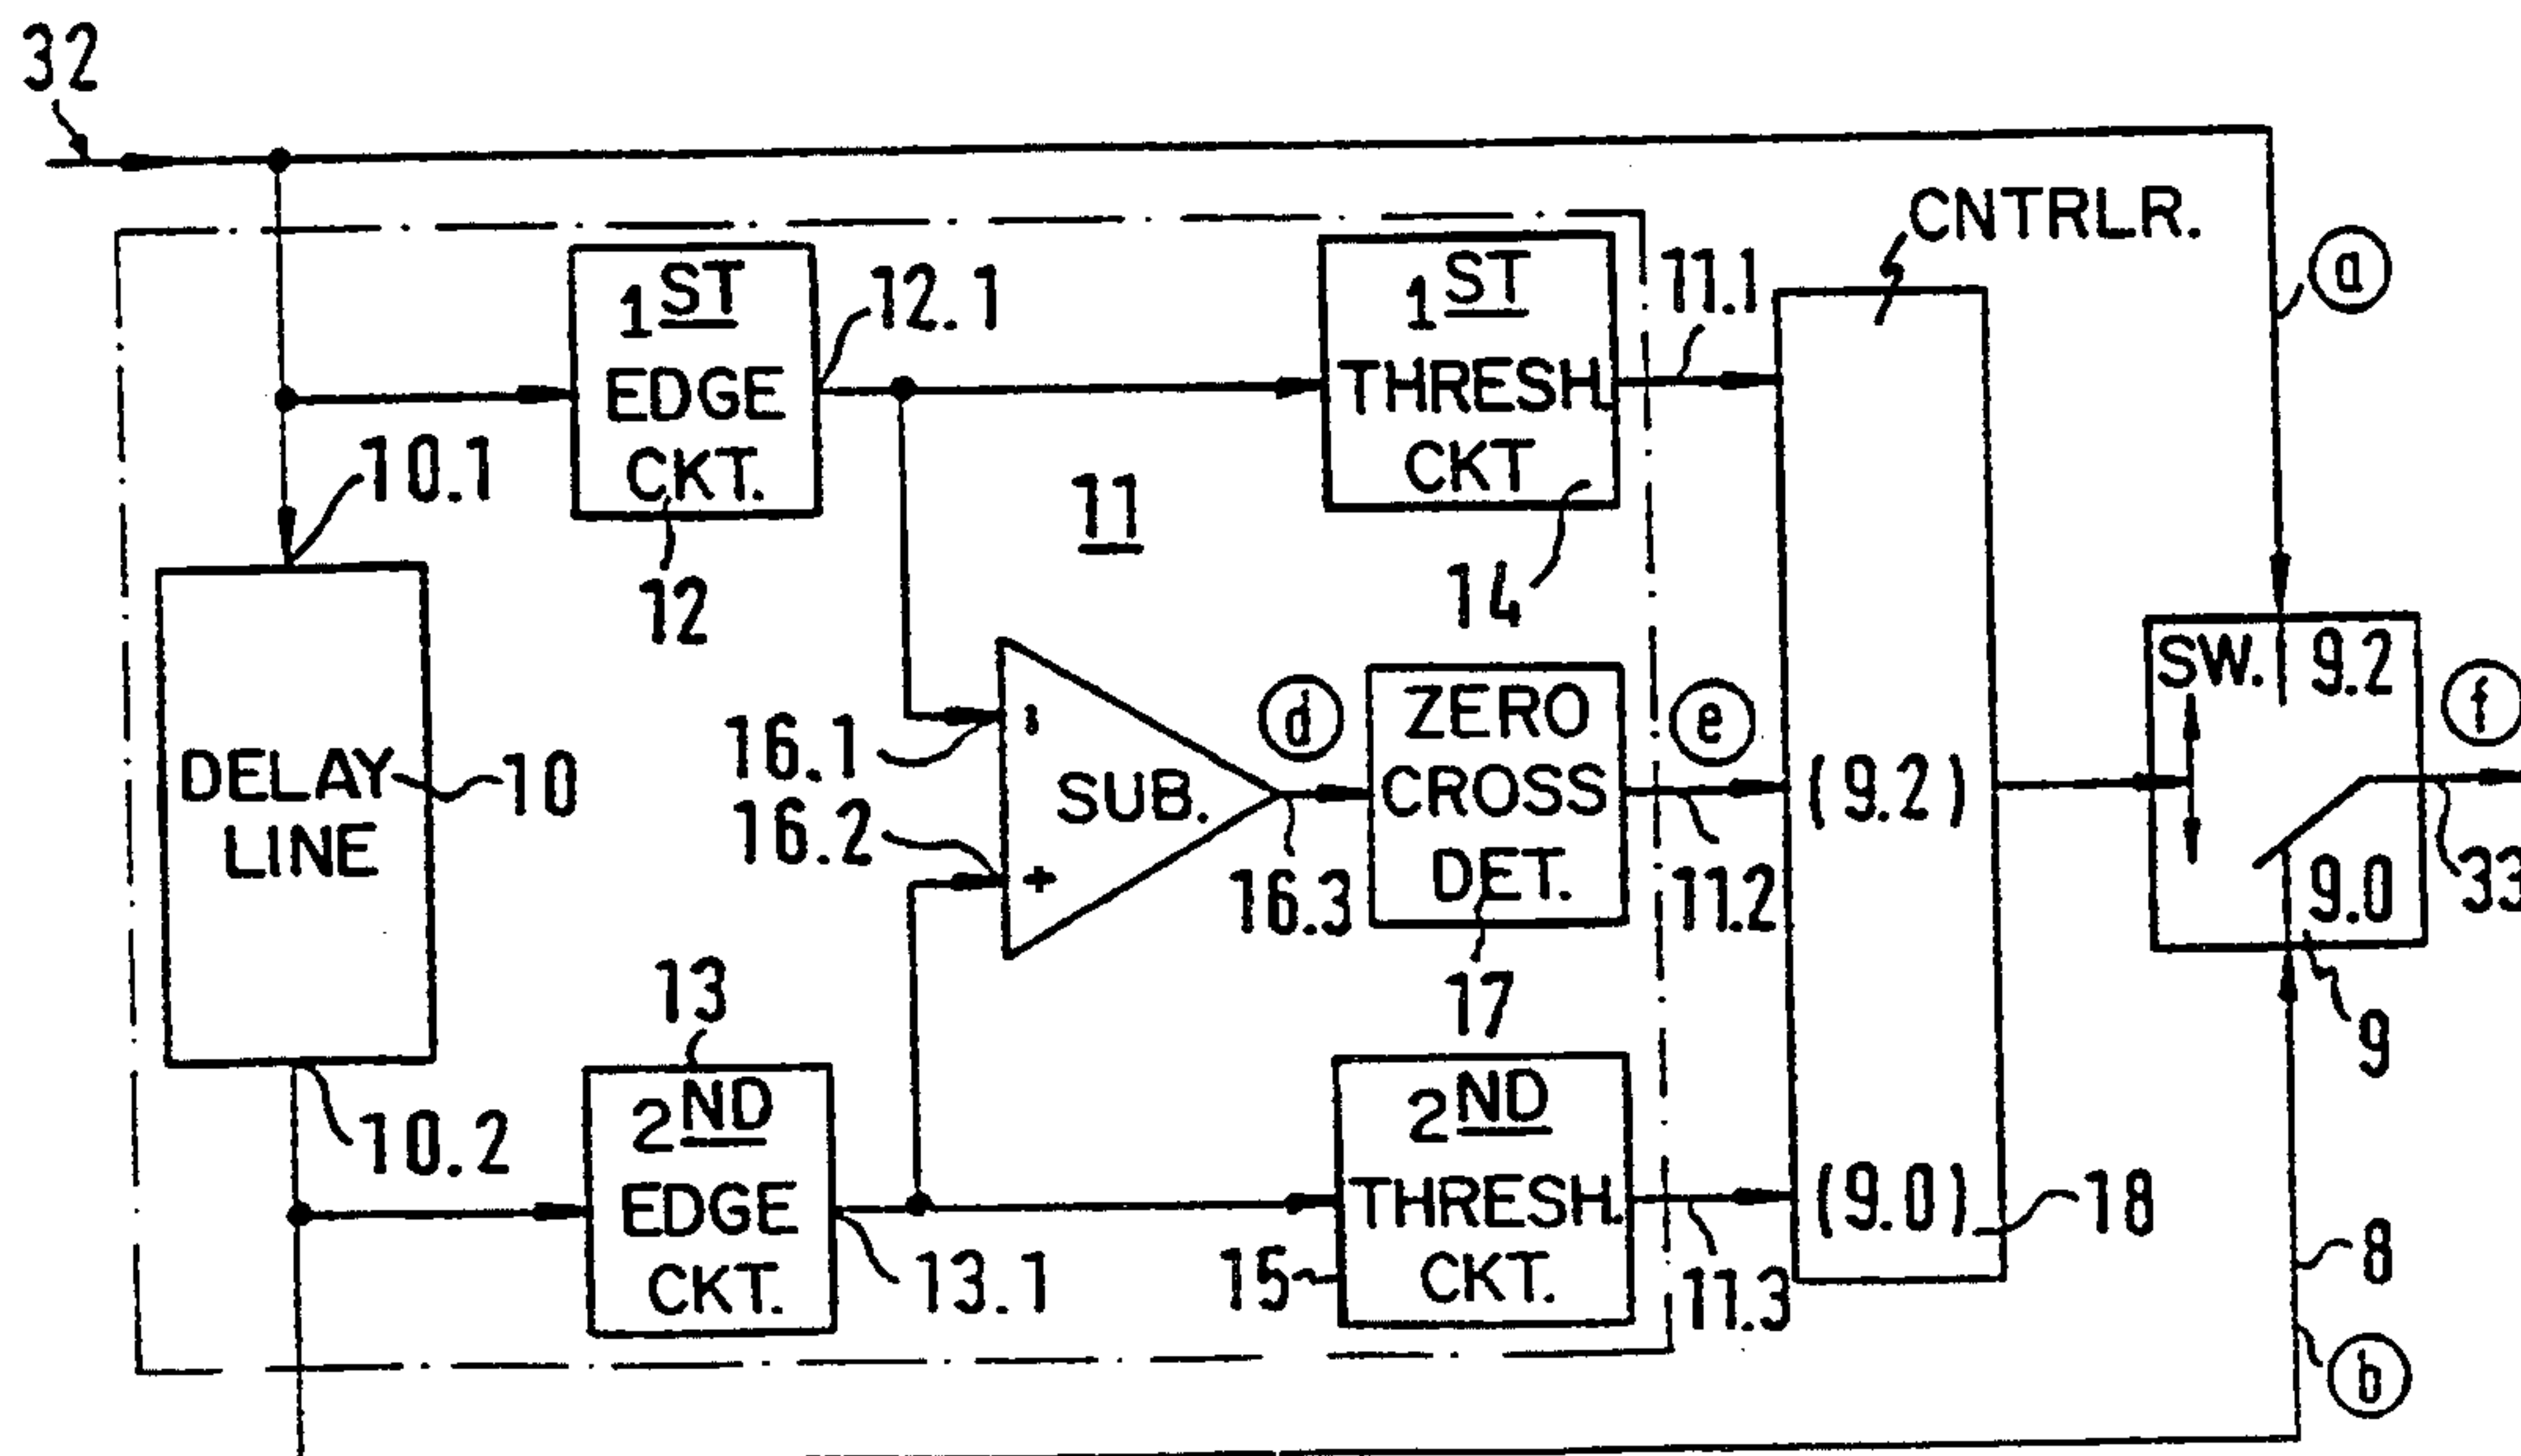 32
CNTRLR.
a
1ST
EDGE
CKT.
12.1
1ST
THRESH.
CKT
11.1
10.1
11
12
14
DELAY
LINE
10
16.1
16.2
SUB.
+
d
16.3
ZERO
CROSS
DET.
e
11.2
17
(9.2)
SW.
9.2
9.0
f
33
9
13
10.2
2ND
EDGE
CKT.
13.1
2ND
THRESH.
CKT.
15
11.3
(9.0)
18
8
b